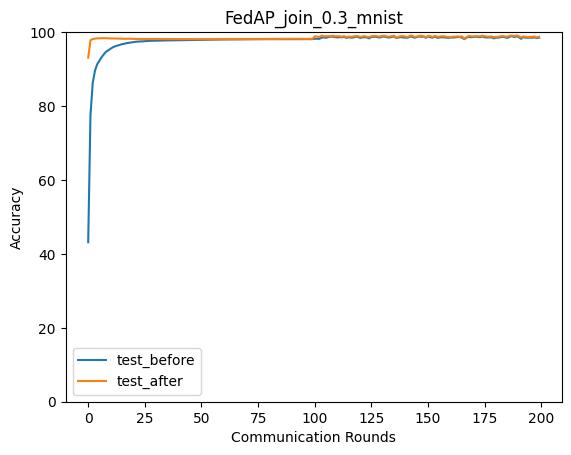 FedAP_join_0.3_mnist
100
80
60
40
20
0
Accuracy
test_before
test_after
0 25 50 75 100 125 150 175 200
Communication Rounds